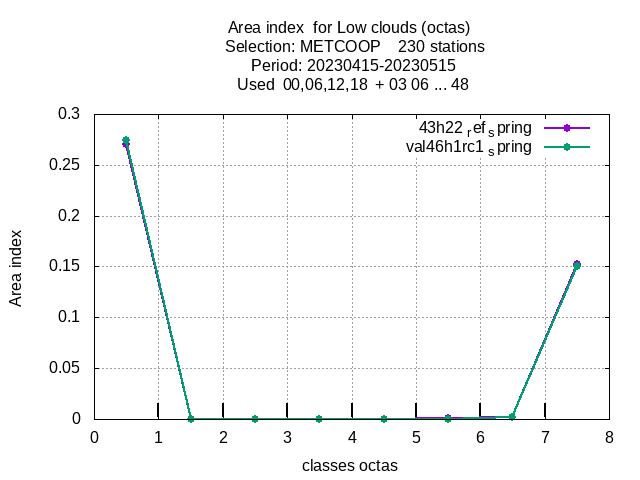 Area index  for Low clouds (octas)
Selection: METCOOP    230 stations
Period: 20230415-20230515
Used  00,06,12,18  + 03 06 ... 48
43h22 ref spring
val46h1rc1 spring
0.3
0.25
0.2
0.15
0.1
0.05
0
Area index
0 1 2 3 4 5 6 7 8
classes octas